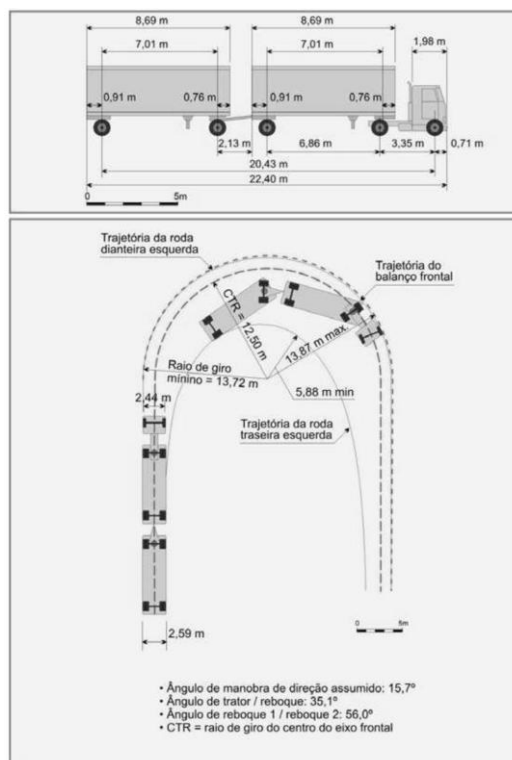 8,69 m
8,69 m
1,98 m
7,01 m
7,01 m
0,91 m
0,76 m
0,91 m
0,76 m
2,13 m
6,86 m
3,35 m
0,71 m
20,43 m
22,40 m
0
5m
Trajetória da roda
dianteira esquerda
Trajetória do
balanço frontal
CTR = 12,50 m
13,87 m max.
Raio de giro
mínino = 13,72 m
5,88 m min
2,44 m
Trajetória da roda
traseira esquerda
0
5m
2,59 m
• Ângulo de manobra de direção assumido: 15,7º
• Ângulo de trator / reboque: 35,1º
• Ângulo de reboque 1 / reboque 2: 56,0º
• CTR = raio de giro do centro do eixo frontal